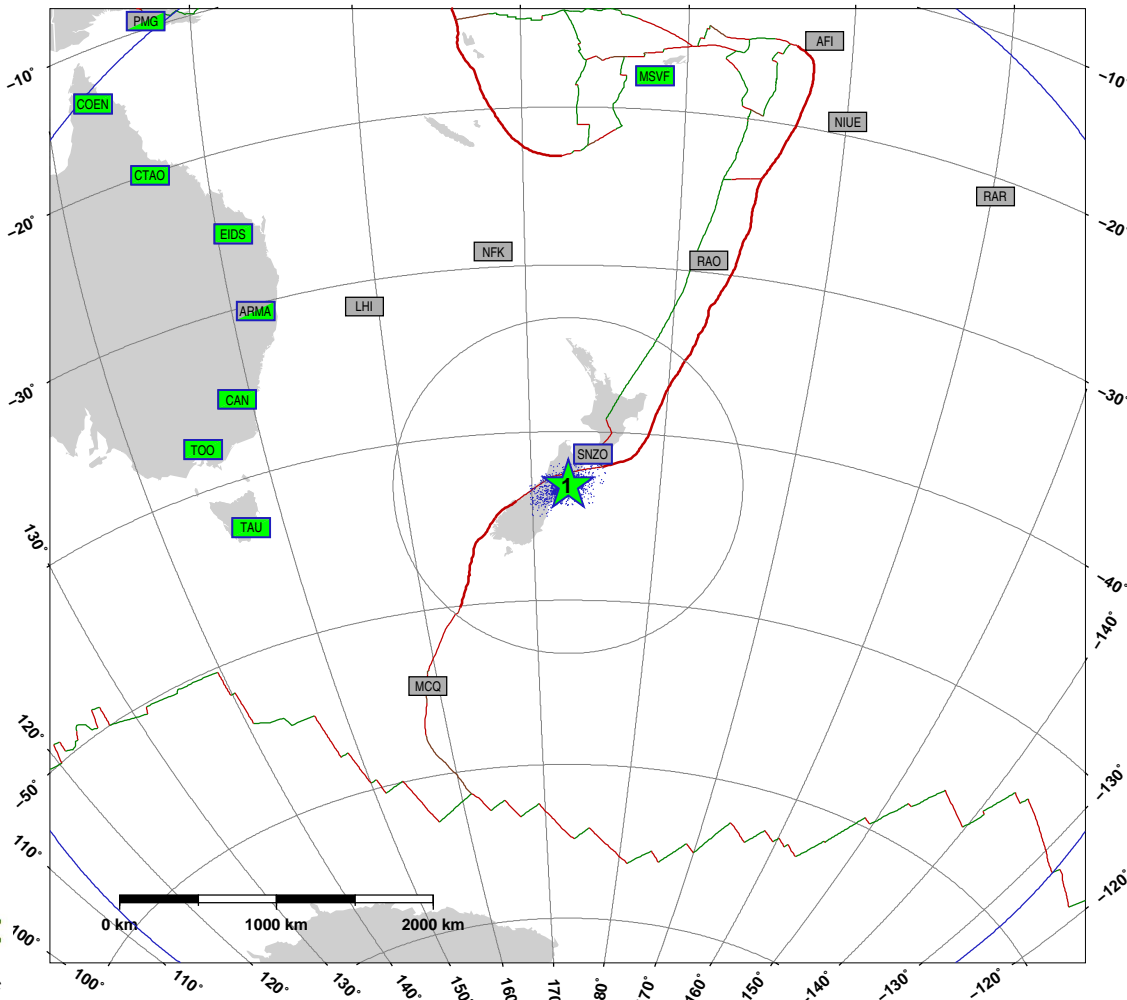 PMG
AFI
MSVF
COEN
NIUE
CTAO
RAR
EIDS
NFK
RAO
ARMA
LHI
CAN
TOO
SNZO
1
TAU
MCQ
−10°
−20°
−30°
130°
120°
−50°
110°
100°
−10°
−20°
−30°
−40°
−140°
−130°
−120°
0 km 1000 km 2000 km
100° 110° 120° 130° 140° 150° 160° 170° 180° −170° −160° −150° −140° −130° −120°